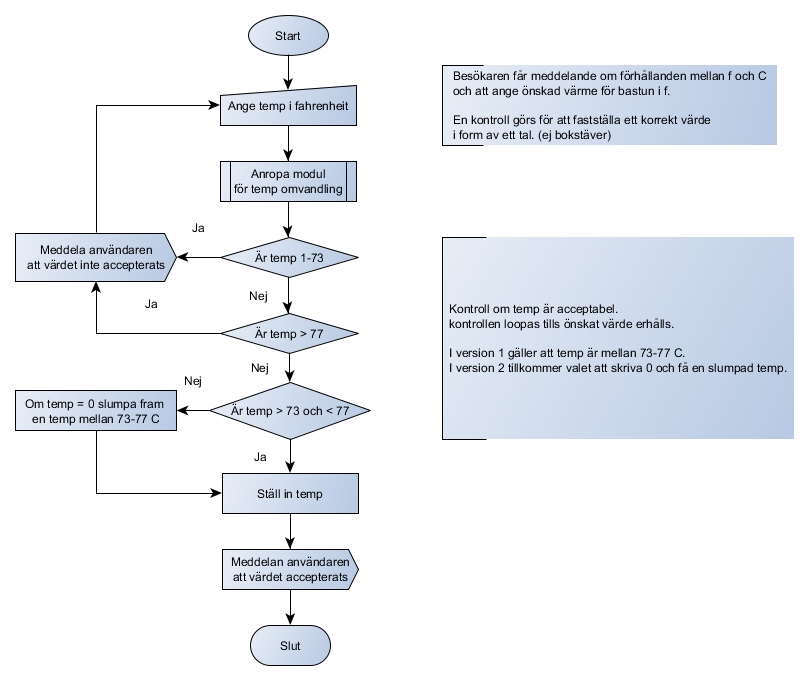 Start
Ange temp i fahrenheit
Anropa modul
för temp omvandling
Ja
Meddela användaren
att värdet inte accepterats
Är temp 1-73
Nej
Ja
Är temp > 77
Nej
Nej
Om temp = 0 slumpa fram
en temp mellan 73-77 C
Är temp > 73 och < 77
Ja
Ställ in temp
Meddelan användaren
att värdet accepterats
Slut
Besökaren får meddelande om förhållanden mellan f och C
och att ange önskad värme för bastun i f.
En kontroll görs för att fastställa ett korrekt värde
i form av ett tal. (ej bokstäver)
Kontroll om temp är acceptabel.
kontrollen loopas tills önskat värde erhålls.
I version 1 gäller att temp är mellan 73-77 C.
I version 2 tillkommer valet att skriva 0 och få en slumpad temp.